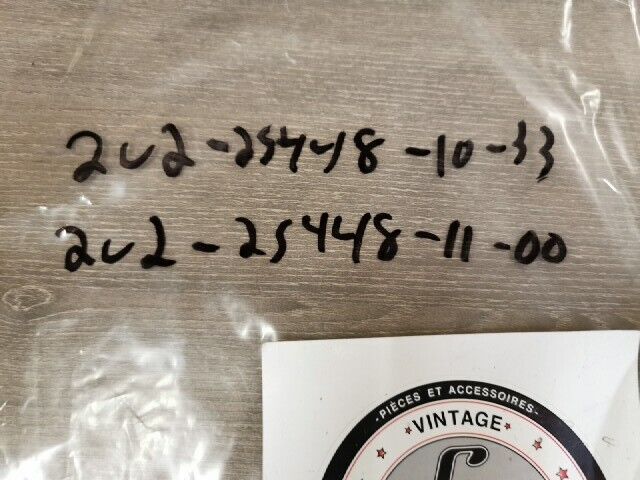 2U2-25448-10-33
2U2-25448-11-00
·PIÈCES ET ACCESSOIRES·
VINTAGE